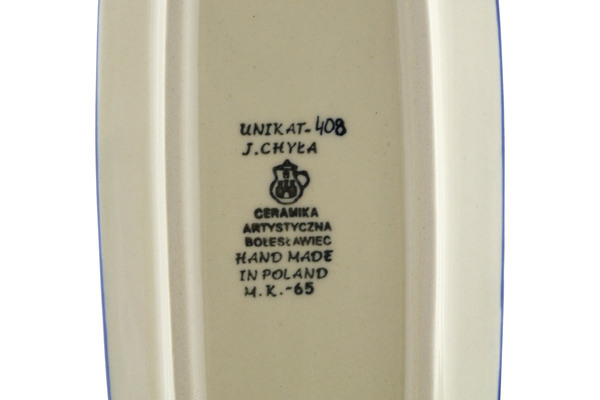 UNIKAT-408
J.CHYŁA
CERAMIKA
ARTYSTYCZNA
BOLESŁAWIEC
HAND MADE
IN POLAND
M.K.-65